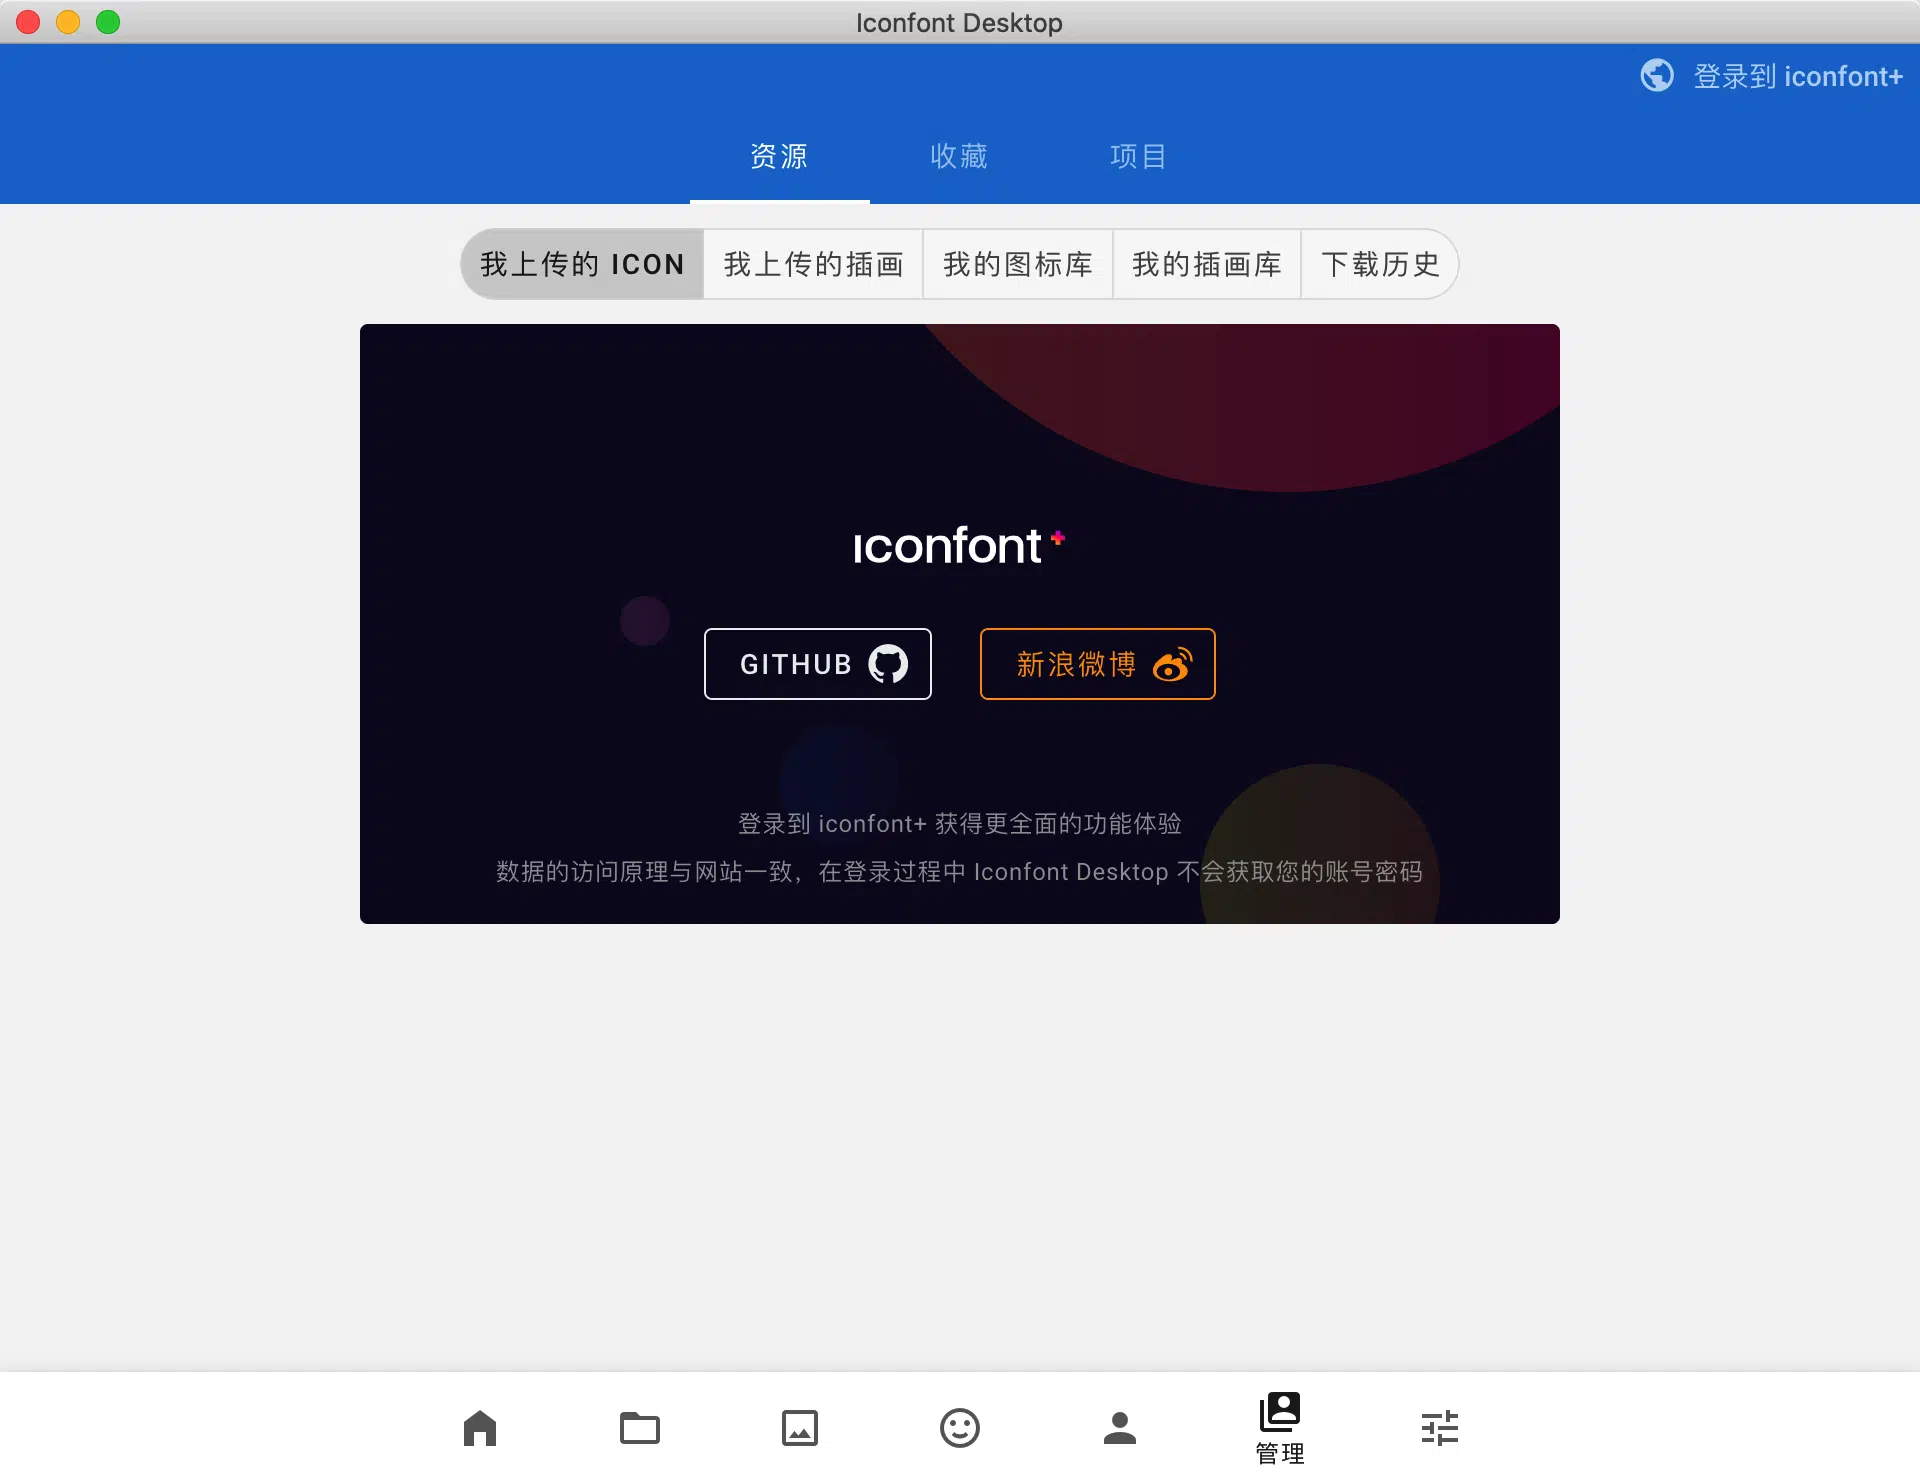 Iconfont Desktop
登录到 iconfont+
资源
收藏
项目
我上传的 ICON
我上传的插画
我的图标库
我的插画库
下载历史
iconfont+
GITHUB
新浪微博
登录到 iconfont+ 获得更全面的功能体验
数据的访问原理与网站一致，在登录过程中 Iconfont Desktop 不会获取您的账号密码
管理